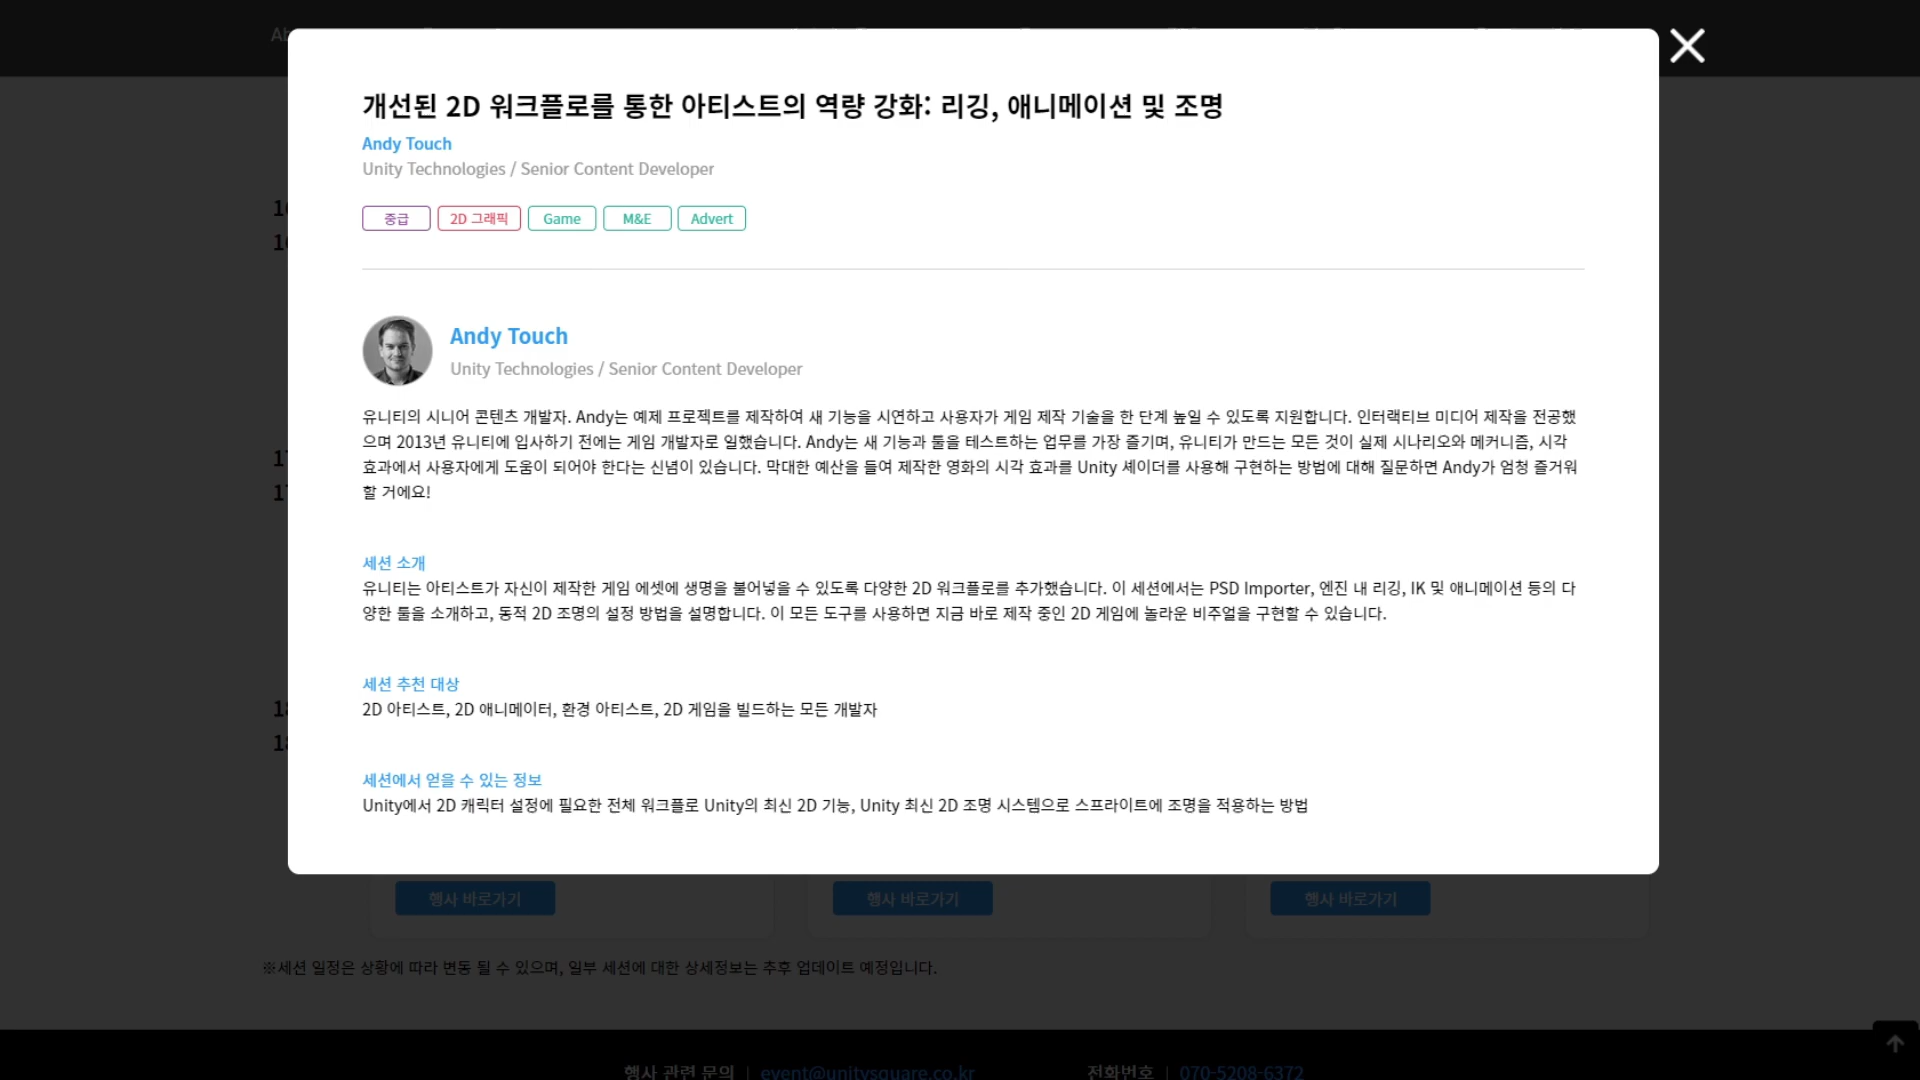 개선된 2D 워크플로를 통한 아티스트의 역량 강화: 리깅, 애니메이션 및 조명
Andy Touch
Unity Technologies / Senior Content Developer
중급 2D 그래픽 Game M&E Advert
Andy Touch
Unity Technologies / Senior Content Developer
유니티의 시니어 콘텐츠 개발자. Andy는 예제 프로젝트를 제작하여 새 기능을 시연하고 사용자가 게임 제작 기술을 한 단계 높일 수 있도록 지원합니다. 인터랙티브 미디어 제작을 전공했
으며 2013년 유니티에 입사하기 전에는 게임 개발자로 일했습니다. Andy는 새 기능과 툴을 테스트하는 업무를 가장 즐기며, 유니티가 만드는 모든 것이 실제 시나리오와 메커니즘, 시각
효과에서 사용자에게 도움이 되어야 한다는 신념이 있습니다. 막대한 예산을 들여 제작한 영화의 시각 효과를 Unity 셰이더를 사용해 구현하는 방법에 대해 질문하면 Andy가 엄청 즐거워
할 거에요!
세션 소개
유니티는 아티스트가 자신이 제작한 게임 에셋에 생명을 불어넣을 수 있도록 다양한 2D 워크플로를 추가했습니다. 이 세션에서는 PSD Importer, 엔진 내 리깅, IK 및 애니메이션 등의 다
양한 툴을 소개하고, 동적 2D 조명의 설정 방법을 설명합니다. 이 모든 도구를 사용하면 지금 바로 제작 중인 2D 게임에 놀라운 비주얼을 구현할 수 있습니다.
세션 추천 대상
2D 아티스트, 2D 애니메이터, 환경 아티스트, 2D 게임을 빌드하는 모든 개발자
세션에서 얻을 수 있는 정보
Unity에서 2D 캐릭터 설정에 필요한 전체 워크플로 Unity의 최신 2D 기능, Unity 최신 2D 조명 시스템으로 스프라이트에 조명을 적용하는 방법
행사 바로가기 행사 바로가기 행사 바로가기
※세션 일정은 상황에 따라 변동 될 수 있으며, 일부 세션에 대한 상세정보는 추후 업데이트 예정입니다.
행사 관련 문의 | event@unitysquare.co.kr 전화번호 | 070-5208-6372